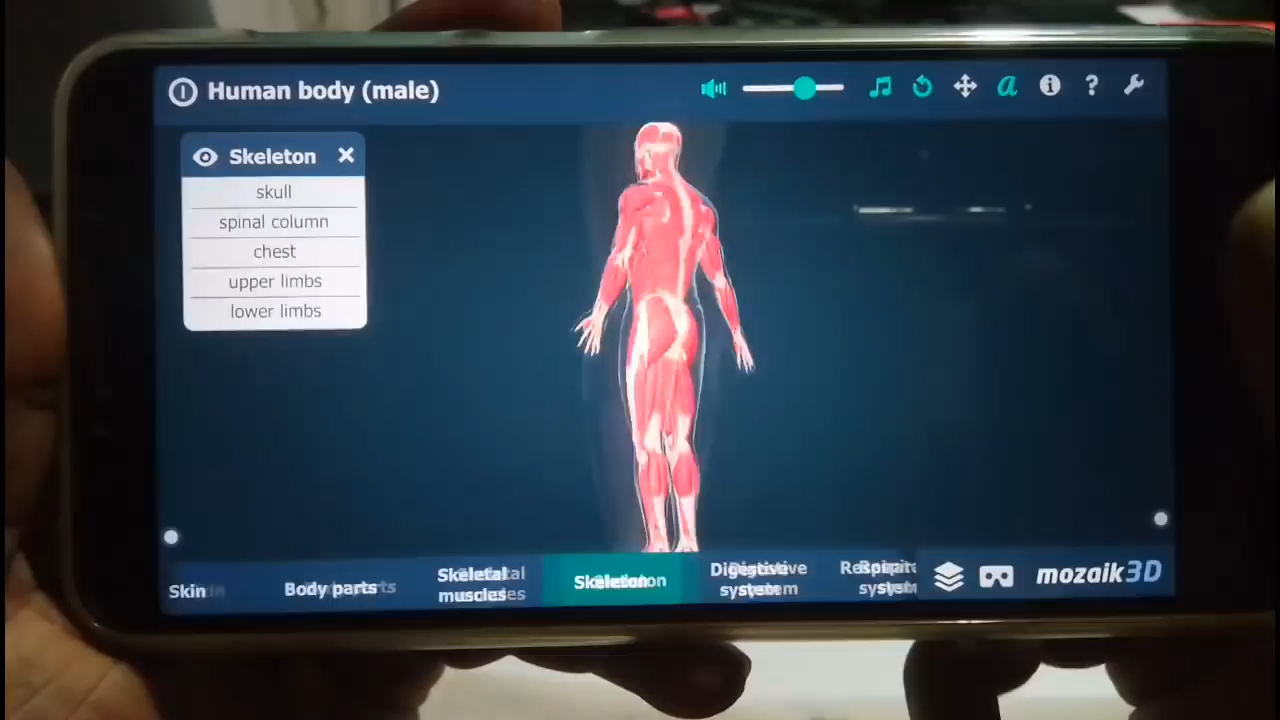 Human body (male)
a
i
?
Skeleton
skull
spinal column
chest
upper limbs
lower limbs
Skin
Body parts
Skeletal
muscles
Skeleton
Digestive
system
mozaik3D